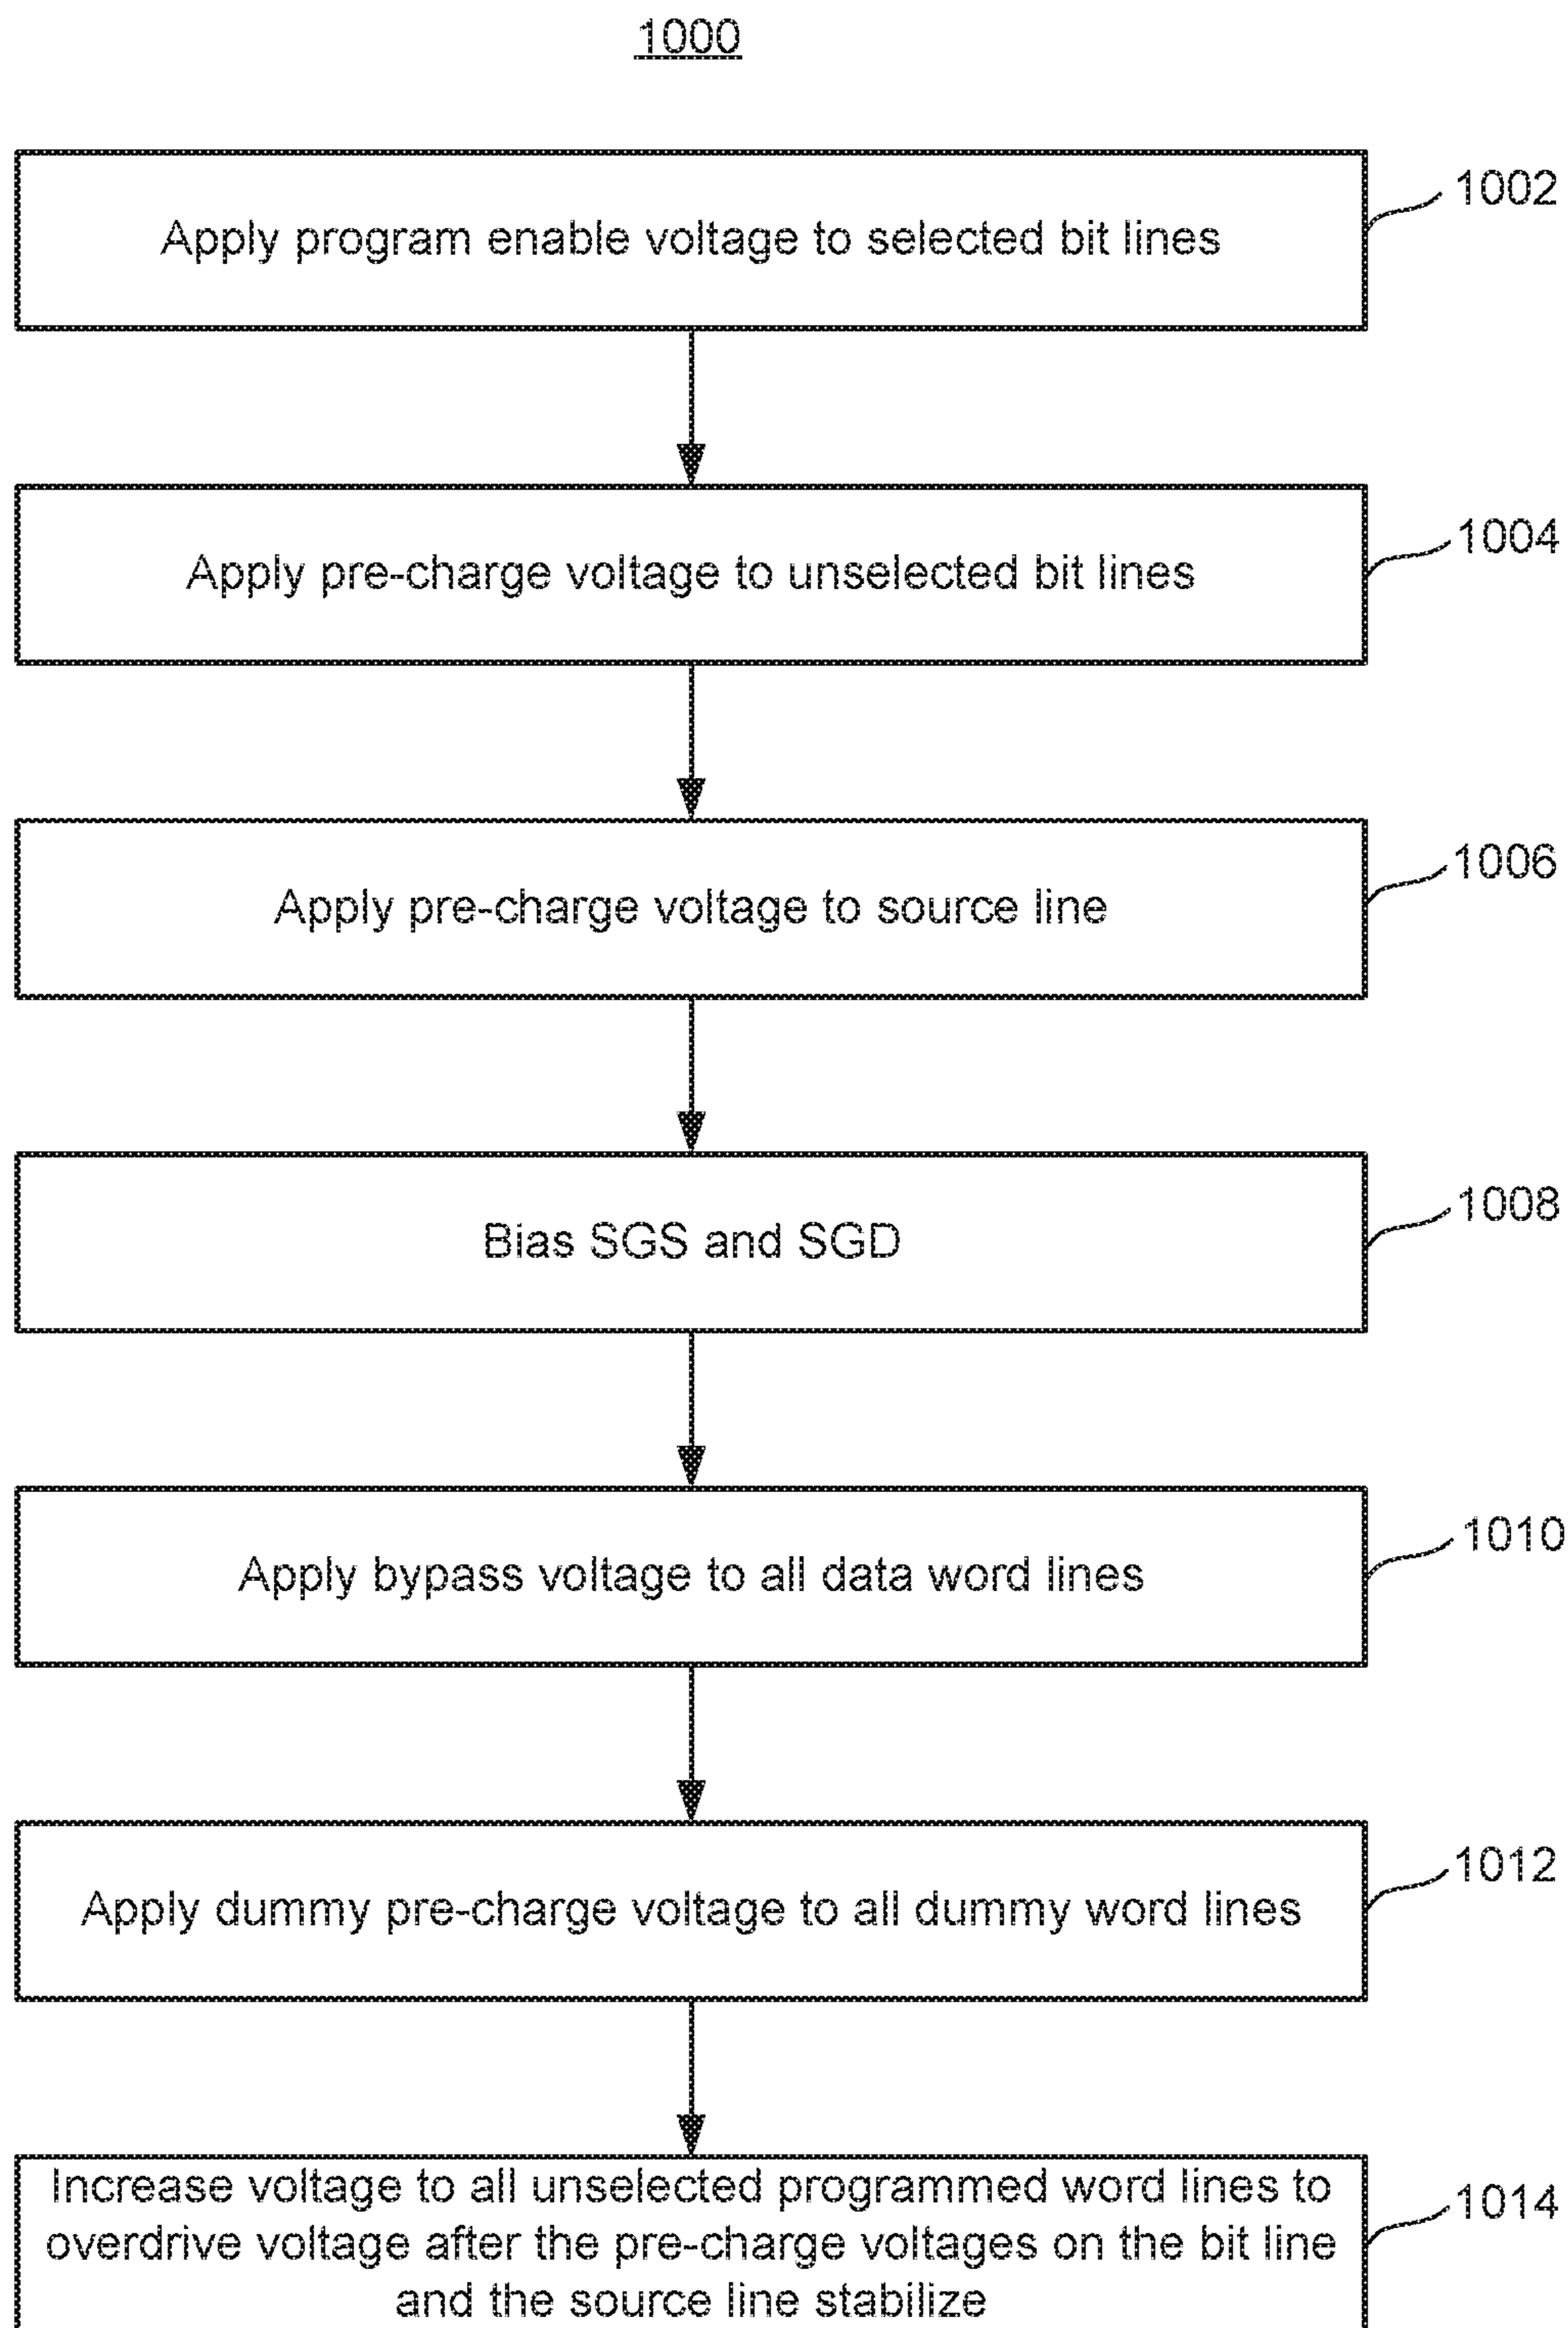 1000
Apply program enable voltage to selected bit lines
1002
Apply pre-charge voltage to unselected bit lines
1004
Apply pre-charge voltage to source line
1006
Bias SGS and SGD
1008
Apply bypass voltage to all data word lines
1010
Apply dummy pre-charge voltage to all dummy word lines
1012
Increase voltage to all unselected programmed word lines to
overdrive voltage after the pre-charge voltages on the bit line
and the source line stabilize
1014